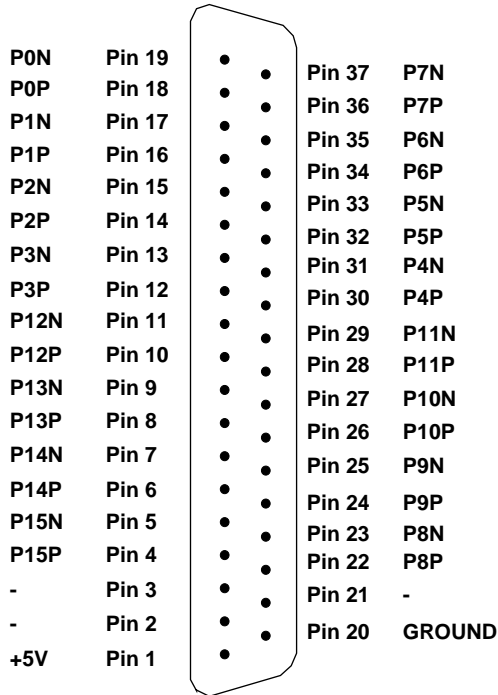 P0N Pin 19
P0P Pin 18
P1N Pin 17
P1P Pin 16
P2N Pin 15
P2P Pin 14
P3N Pin 13
P3P Pin 12
P12N Pin 11
P12P Pin 10
P13N Pin 9
P13P Pin 8
P14N Pin 7
P14P Pin 6
P15N Pin 5
P15P Pin 4
- Pin 3
- Pin 2
+5V Pin 1
Pin 37 P7N
Pin 36 P7P
Pin 35 P6N
Pin 34 P6P
Pin 33 P5N
Pin 32 P5P
Pin 31 P4N
Pin 30 P4P
Pin 29 P11N
Pin 28 P11P
Pin 27 P10N
Pin 26 P10P
Pin 25 P9N
Pin 24 P9P
Pin 23 P8N
Pin 22 P8P
Pin 21 -
Pin 20 GROUND